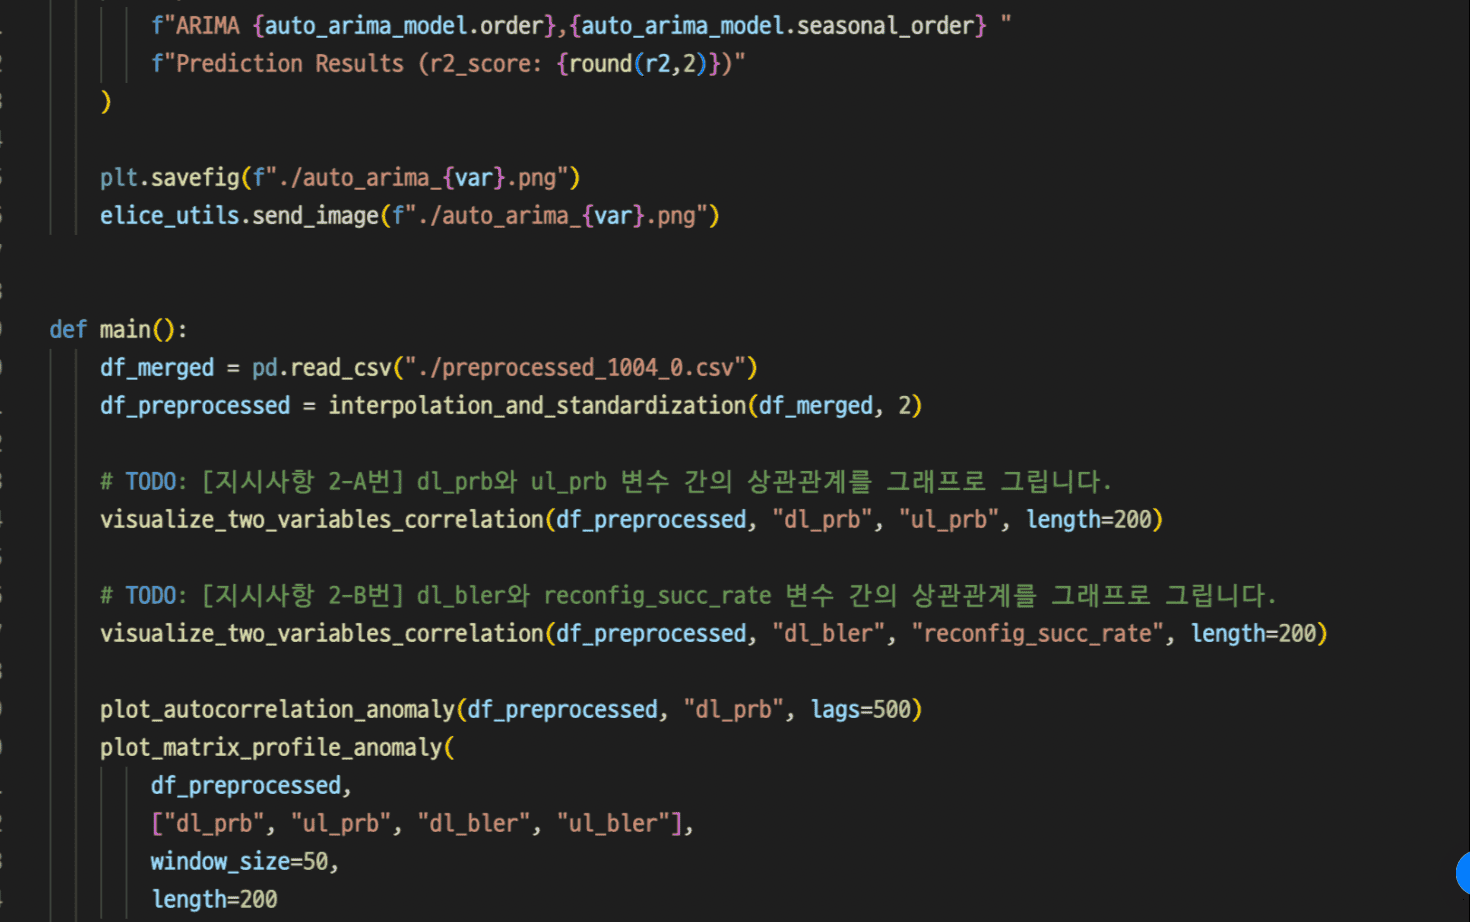 f"ARIMA {auto_arima_model.order},{auto_arima_model.seasonal_order} "
f"Prediction Results (r2_score: {round(r2,2)})"
)
plt.savefig(f"./auto_arima_{var}.png")
elice_utils.send_image(f"./auto_arima_{var}.png")
def main():
df_merged = pd.read_csv("./preprocessed_1004_0.csv")
df_preprocessed = interpolation_and_standardization(df_merged, 2)
# TODO: [지시사항 2-A번] dl_prb와 ul_prb 변수 간의 상관관계를 그래프로 그립니다.
visualize_two_variables_correlation(df_preprocessed, "dl_prb", "ul_prb", length=200)
# TODO: [지시사항 2-B번] dl_bler와 reconfig_succ_rate 변수 간의 상관관계를 그래프로 그립니다.
visualize_two_variables_correlation(df_preprocessed, "dl_bler", "reconfig_succ_rate", length=200)
plot_autocorrelation_anomaly(df_preprocessed, "dl_prb", lags=500)
plot_matrix_profile_anomaly(
df_preprocessed,
["dl_prb", "ul_prb", "dl_bler", "ul_bler"],
window_size=50,
length=200